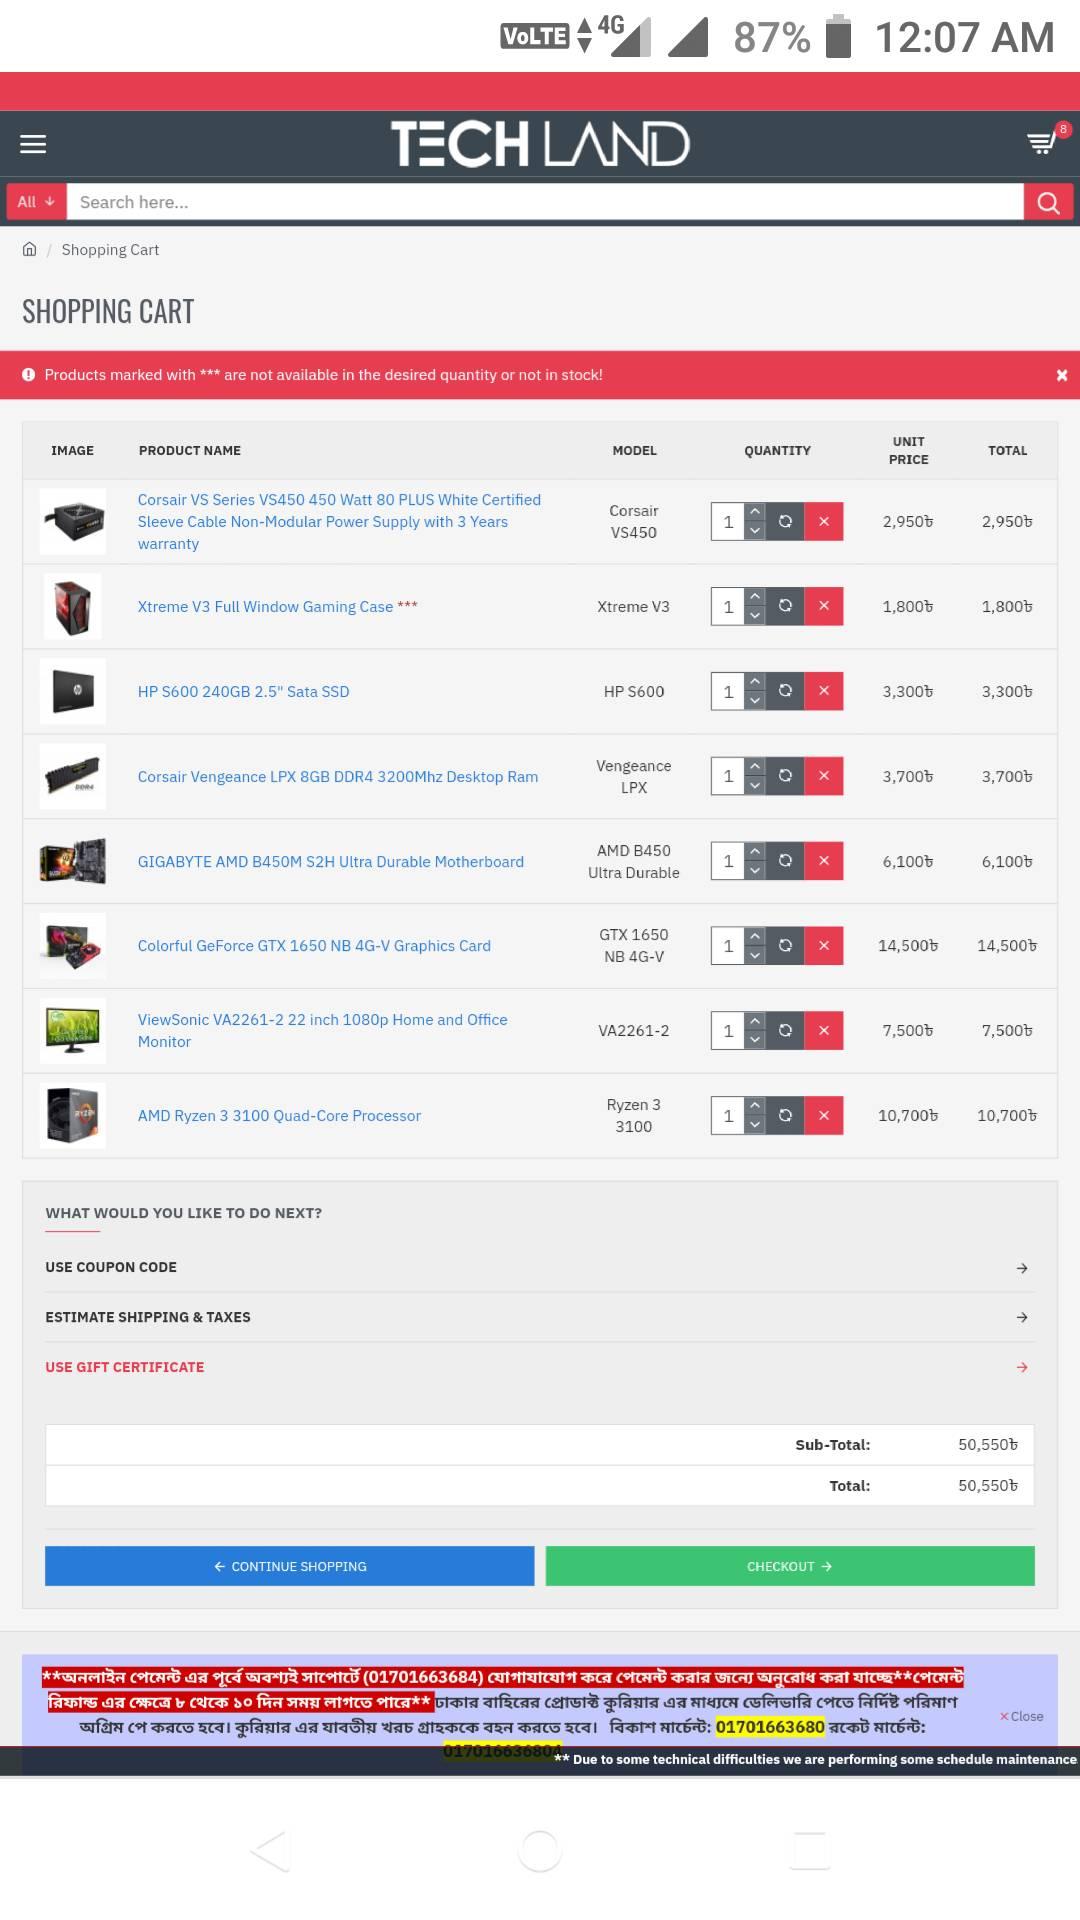 VoLTE 4G 87% 12:07 AM
TECHLAND 8
All Search here...
Shopping Cart
SHOPPING CART
Products marked with *** are not available in the desired quantity or not in stock!
IMAGE PRODUCT NAME MODEL QUANTITY UNIT PRICE TOTAL
Corsair VS Series VS450 450 Watt 80 PLUS White Certified
Sleeve Cable Non-Modular Power Supply with 3 Years
warranty
Corsair
VS450
1 2,950৳ 2,950৳
Xtreme V3 Full Window Gaming Case *** Xtreme V3 1 1,800৳ 1,800৳
HP S600 240GB 2.5" Sata SSD HP S600 1 3,300৳ 3,300৳
Corsair Vengeance LPX 8GB DDR4 3200Mhz Desktop Ram
Vengeance
LPX
1 3,700৳ 3,700৳
GIGABYTE AMD B450M S2H Ultra Durable Motherboard
AMD B450
Ultra Durable
1 6,100৳ 6,100৳
Colorful GeForce GTX 1650 NB 4G-V Graphics Card
GTX 1650
NB 4G-V
1 14,500৳ 14,500৳
ViewSonic VA2261-2 22 inch 1080p Home and Office
Monitor
VA2261-2 1 7,500৳ 7,500৳
AMD Ryzen 3 3100 Quad-Core Processor
Ryzen 3
3100
1 10,700৳ 10,700৳
WHAT WOULD YOU LIKE TO DO NEXT?
USE COUPON CODE
ESTIMATE SHIPPING & TAXES
USE GIFT CERTIFICATE
Sub-Total: 50,550৳
Total: 50,550৳
CONTINUE SHOPPING CHECKOUT
**অনলাইন পেমেন্ট এর পূর্বে অবশ্যই সাপোর্টে (01701663684) যোগাযাযোগ করে পেমেন্ট করার জন্যে অনুরোধ করা যাচ্ছে**পেমেন্ট
রিফান্ড এর ক্ষেত্রে ৮ থেকে ১০ দিন সময় লাগতে পারে** ঢাকার বাহিরের প্রোডাক্ট কুরিয়ার এর মাধ্যমে ডেলিভারি পেতে নির্দিষ্ট পরিমাণ
অগ্রিম পে করতে হবে। কুরিয়ার এর যাবতীয় খরচ গ্রাহককে বহন করতে হবে। বিকাশ মার্চেন্ট: 01701663680 রকেট মার্চেন্ট:
Close
017016636804
** Due to some technical difficulties we are performing some schedule maintenance